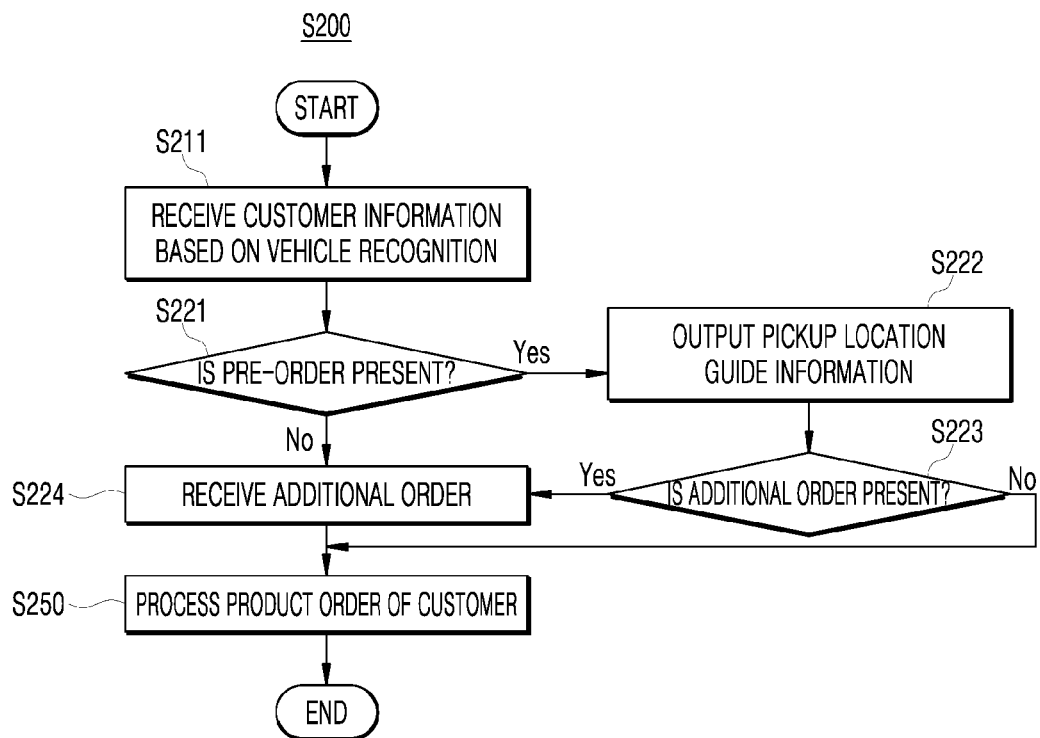 S200
START
S211
RECEIVE CUSTOMER INFORMATION
BASED ON VEHICLE RECOGNITION
S221
IS PRE-ORDER PRESENT?
Yes
No
S222
OUTPUT PICKUP LOCATION
GUIDE INFORMATION
S223
IS ADDITIONAL ORDER PRESENT?
Yes
No
S224
RECEIVE ADDITIONAL ORDER
S250
PROCESS PRODUCT ORDER OF CUSTOMER
END